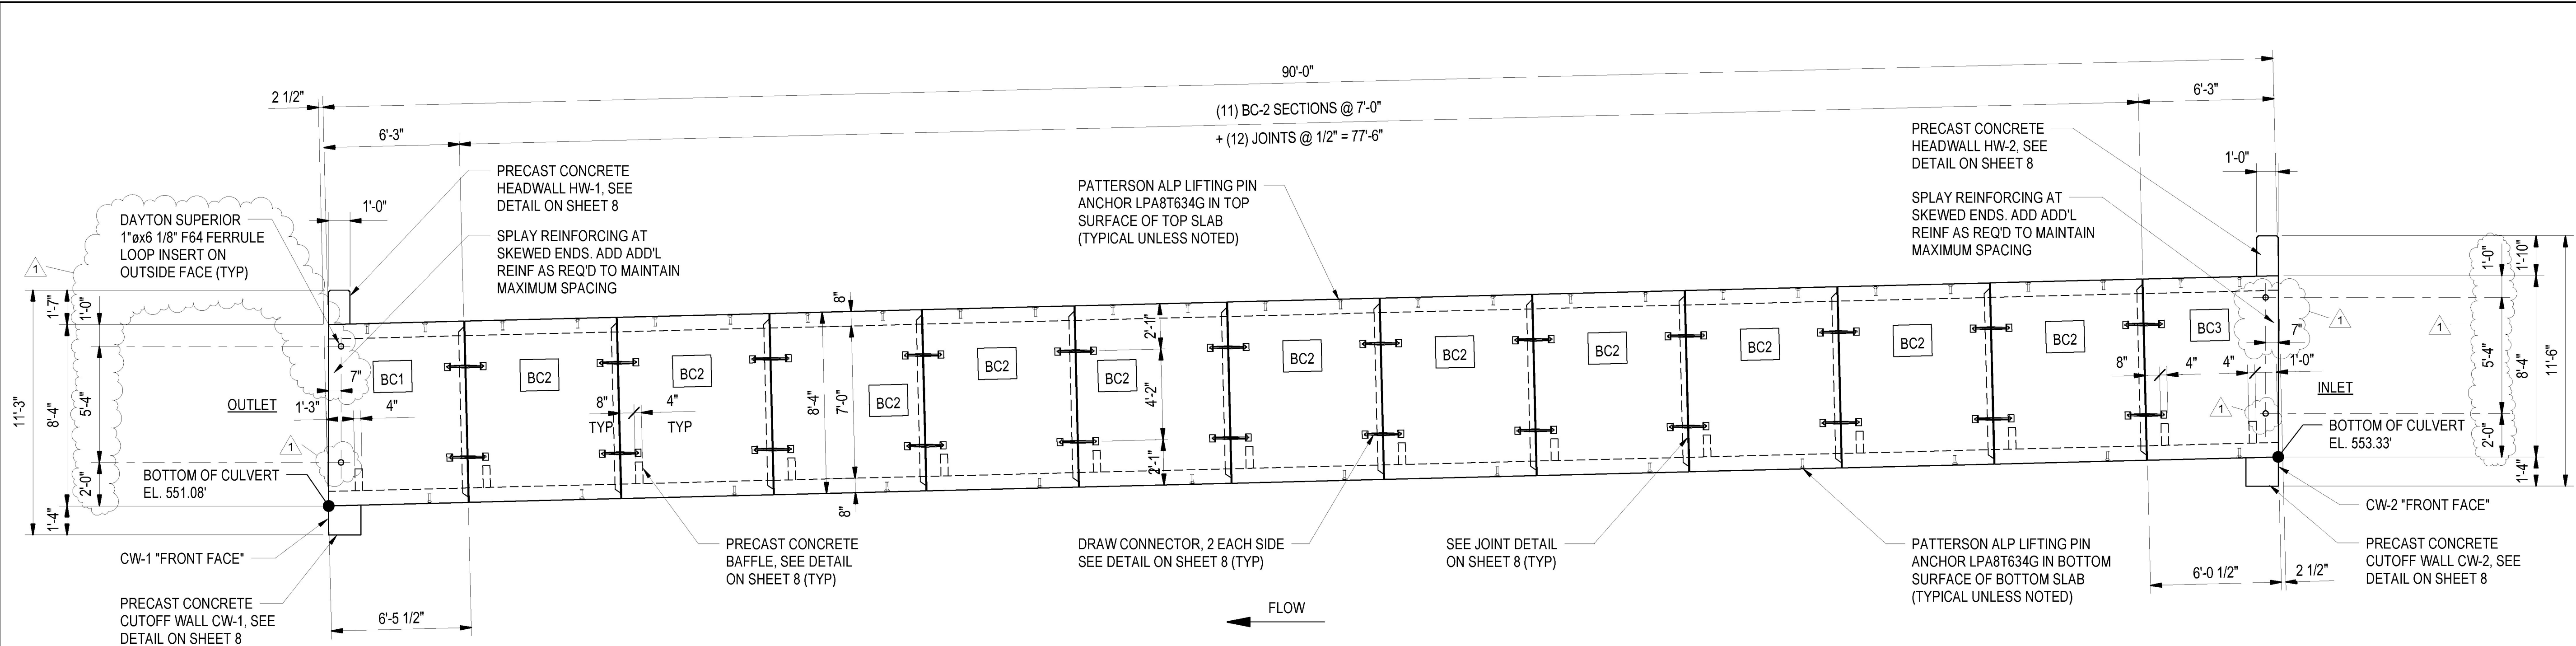 90'-0"
2 1/2"
(11) BC-2 SECTIONS @ 7'-0"
+ (12) JOINTS @ 1/2" = 77'-6"
6'-3"
6'-3"
PRECAST CONCRETE
HEADWALL HW-1, SEE
DETAIL ON SHEET 8
SPLAY REINFORCING AT
SKEWED ENDS. ADD ADD'L
REINF AS REQ'D TO MAINTAIN
MAXIMUM SPACING
DAYTON SUPERIOR
1"øx6 1/8" F64 FERRULE
LOOP INSERT ON
OUTSIDE FACE (TYP)
1'-0"
1
PATTERSON ALP LIFTING PIN
ANCHOR LPA8T634G IN TOP
SURFACE OF TOP SLAB
(TYPICAL UNLESS NOTED)
PRECAST CONCRETE
HEADWALL HW-2, SEE
DETAIL ON SHEET 8
SPLAY REINFORCING AT
SKEWED ENDS. ADD ADD'L
REINF AS REQ'D TO MAINTAIN
MAXIMUM SPACING
1'-0"
11'-3"
1'-7"
8'-4"
1'-4"
1'-0"
5'-4"
2'-0"
7"
1'-3"
4"
OUTLET
1
BOTTOM OF CULVERT
EL. 551.08'
CW-1 "FRONT FACE"
PRECAST CONCRETE
CUTOFF WALL CW-1, SEE
DETAIL ON SHEET 8
6'-5 1/2"
BC1
BC2
BC2
BC2
BC2
BC2
BC2
BC2
BC2
BC2
BC2
BC2
BC3
8"
TYP
4"
TYP
8"
8'-4"
7'-0"
8"
2'-1"
4'-2"
2'-1"
PRECAST CONCRETE
BAFFLE, SEE DETAIL
ON SHEET 8 (TYP)
DRAW CONNECTOR, 2 EACH SIDE
SEE DETAIL ON SHEET 8 (TYP)
SEE JOINT DETAIL
ON SHEET 8 (TYP)
PATTERSON ALP LIFTING PIN
ANCHOR LPA8T634G IN BOTTOM
SURFACE OF BOTTOM SLAB
(TYPICAL UNLESS NOTED)
FLOW
8"
4"
4"
1'-0"
7"
1
1
1
INLET
1'-0"
5'-4"
2'-0"
1'-10"
8'-4"
1'-4"
11'-6"
BOTTOM OF CULVERT
EL. 553.33'
CW-2 "FRONT FACE"
PRECAST CONCRETE
CUTOFF WALL CW-2, SEE
DETAIL ON SHEET 8
6'-0 1/2"
2 1/2"